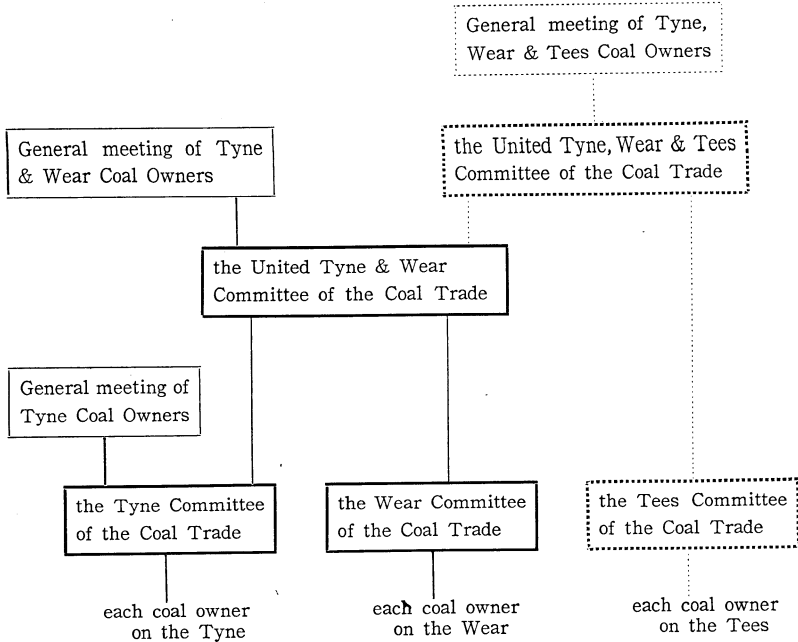 General meeting of Tyne,
Wear & Tees Coal Owners
General meeting of Tyne
& Wear Coal Owners
the United Tyne, Wear & Tees
Committee of the Coal Trade
the United Tyne & Wear
Committee of the Coal Trade
General meeting of
Tyne Coal Owners
the Tyne Committee
of the Coal Trade
the Wear Committee
of the Coal Trade
the Tees Committee
of the Coal Trade
each coal owner
on the Tyne
each coal owner
on the Wear
each coal owner
on the Tees